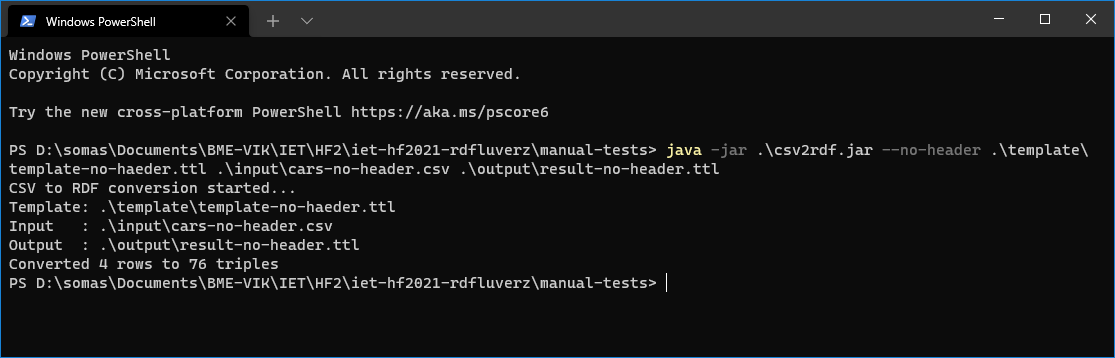 Windows PowerShell
Windows PowerShell
Copyright (C) Microsoft Corporation. All rights reserved.
Try the new cross-platform PowerShell https://aka.ms/pscore6
PS D:\somas\Documents\BME-VIK\IET\HF2\iet-hf2021-rdfluverz\manual-tests> java -jar .\csv2rdf.jar --no-header .\template\
template-no-haeder.ttl .\input\cars-no-header.csv .\output\result-no-header.ttl
CSV to RDF conversion started...
Template: .\template\template-no-haeder.ttl
Input   : .\input\cars-no-header.csv
Output  : .\output\result-no-header.ttl
Converted 4 rows to 76 triples
PS D:\somas\Documents\BME-VIK\IET\HF2\iet-hf2021-rdfluverz\manual-tests>